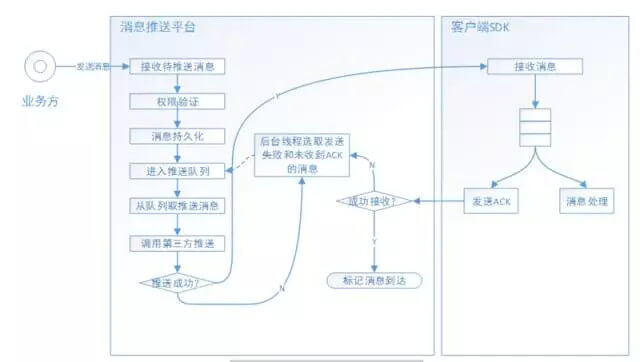 消息推送平台
客户端SDK
发送消息
业务方
接收待推送消息
权限验证
消息持久化
进入推送队列
从队列取推送消息
调用第三方推送
推送成功?
Y
N
后台线程选取发送
失败和未收到ACK
的消息
N
成功接收?
Y
标记消息到达
接收消息
发送ACK
消息处理